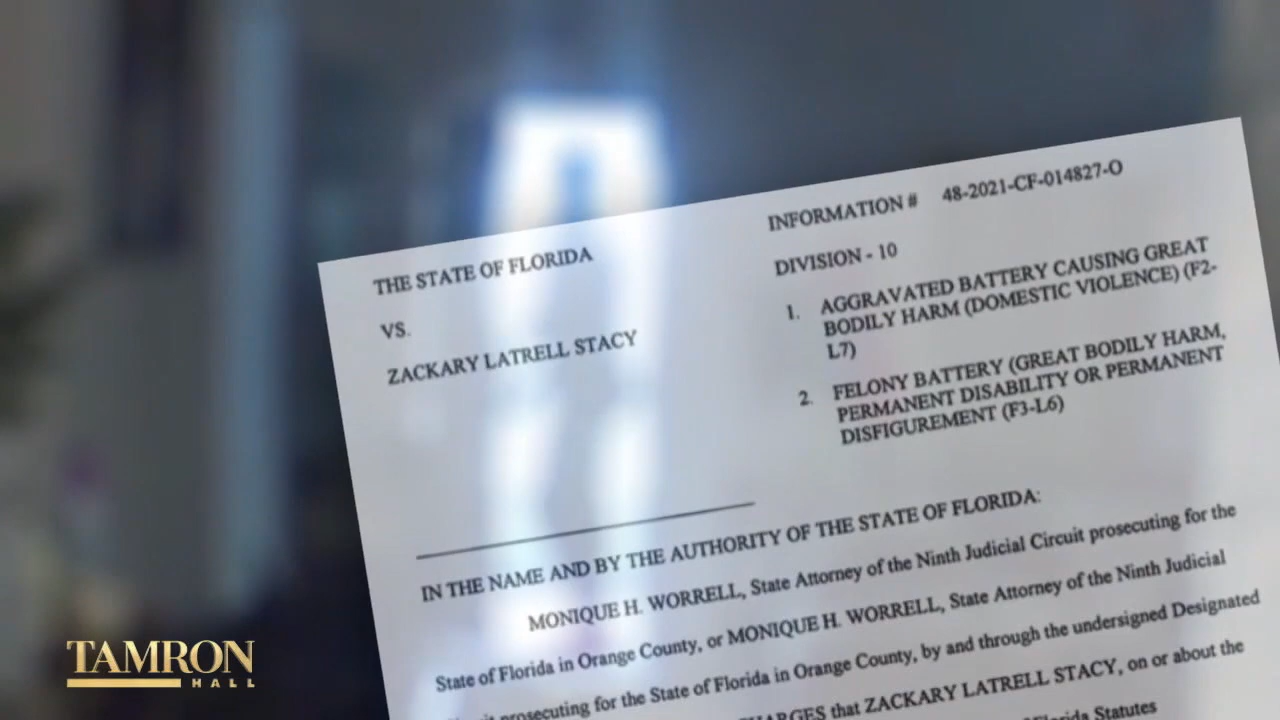 THE STATE OF FLORIDA
VS.
ZACKARY LATRELL STACY
INFORMATION # 48-2021-CF-014827-O
DIVISION - 10
1. AGGRAVATED BATTERY CAUSING GREAT
BODILY HARM (DOMESTIC VIOLENCE) (F2-
L7)
2. FELONY BATTERY (GREAT BODILY HARM,
PERMANENT DISABILITY OR PERMANENT
DISFIGUREMENT (F3-L6)
IN THE NAME AND BY THE AUTHORITY OF THE STATE OF FLORIDA:
MONIQUE H. WORRELL, State Attorney of the Ninth Judicial Circuit prosecuting for the
State of Florida in Orange County, or MONIQUE H. WORRELL, State Attorney of the Ninth Judicial
prosecuting for the State of Florida in Orange County, by and through the undersigned Designated
that ZACKARY LATRELL STACY, on or about the
Statutes
TAMRON
HALL